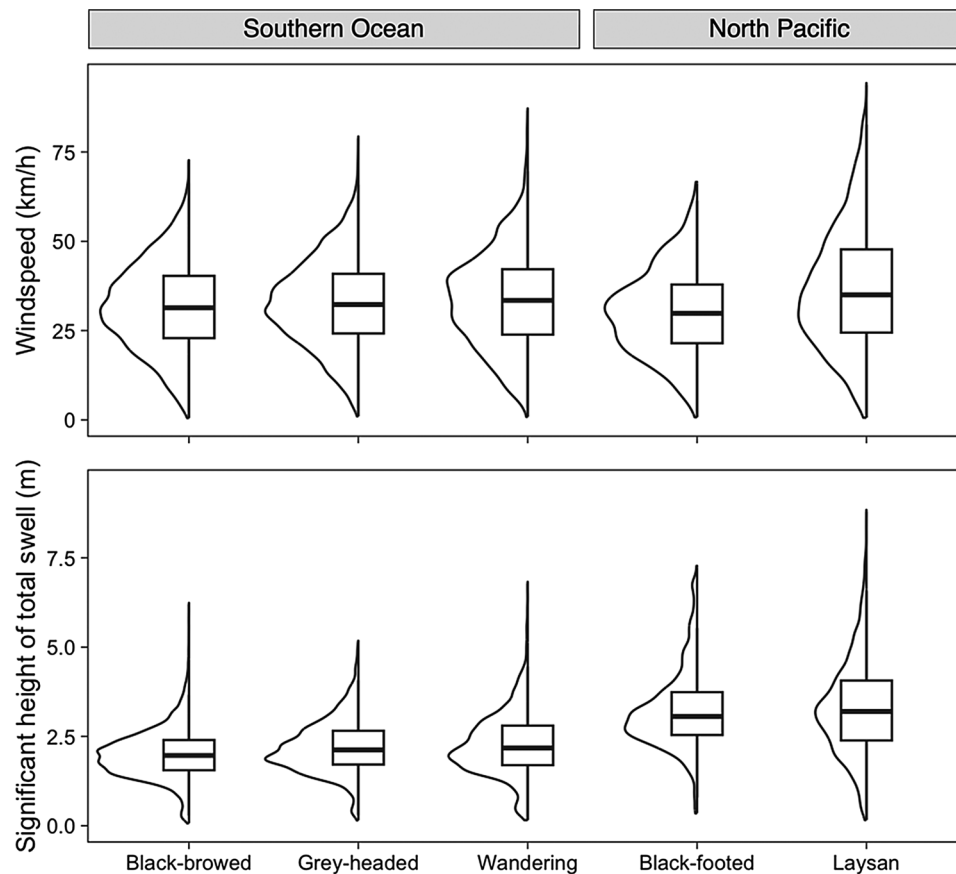 Southern Ocean
North Pacific
Windspeed (km/h)
75
50
25
0
Significant height of total swell (m)
7.5
5.0
2.5
0.0
Black-browed
Grey-headed
Wandering
Black-footed
Laysan